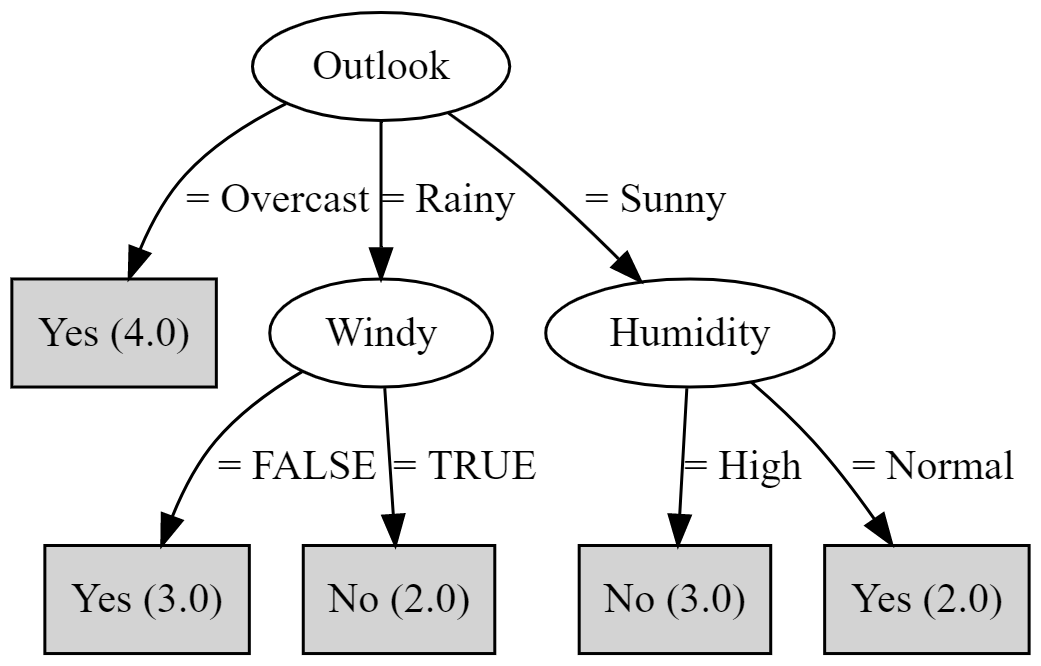 Outlook
= Overcast
= Rainy
= Sunny
Yes (4.0)
Windy
Humidity
= FALSE
= TRUE
= High
= Normal
Yes (3.0)
No (2.0)
No (3.0)
Yes (2.0)